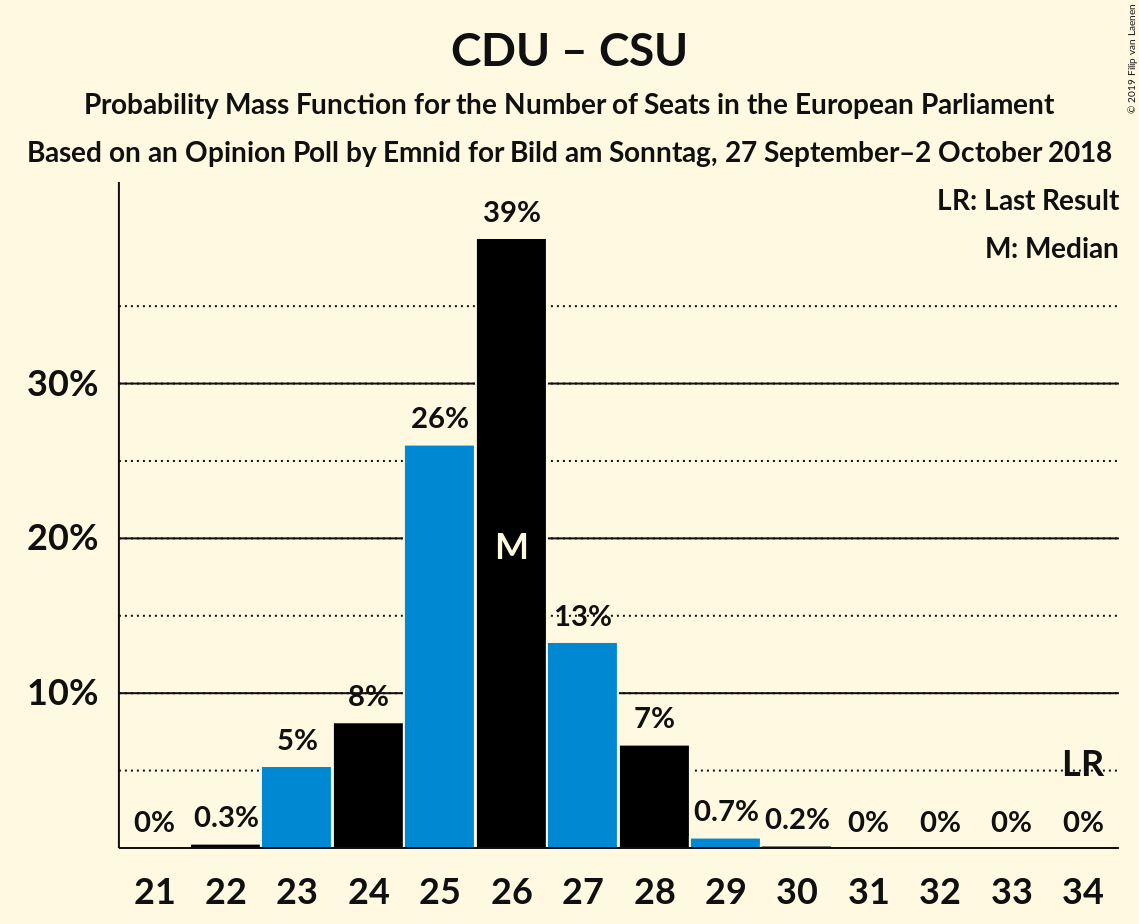 CDU – CSU
Probability Mass Function for the Number of Seats in the European Parliament
Based on an Opinion Poll by Emnid for Bild am Sonntag, 27 September–2 October 2018
© 2019 Filip van Laenen
LR: Last Result
M: Median
39%
30%
26%
20%
M
13%
10%
8%
7%
5%
LR
0%
0.3%
0.7%
0.2%
0%
0%
0%
0%
21 22 23 24 25 26 27 28 29 30 31 32 33 34